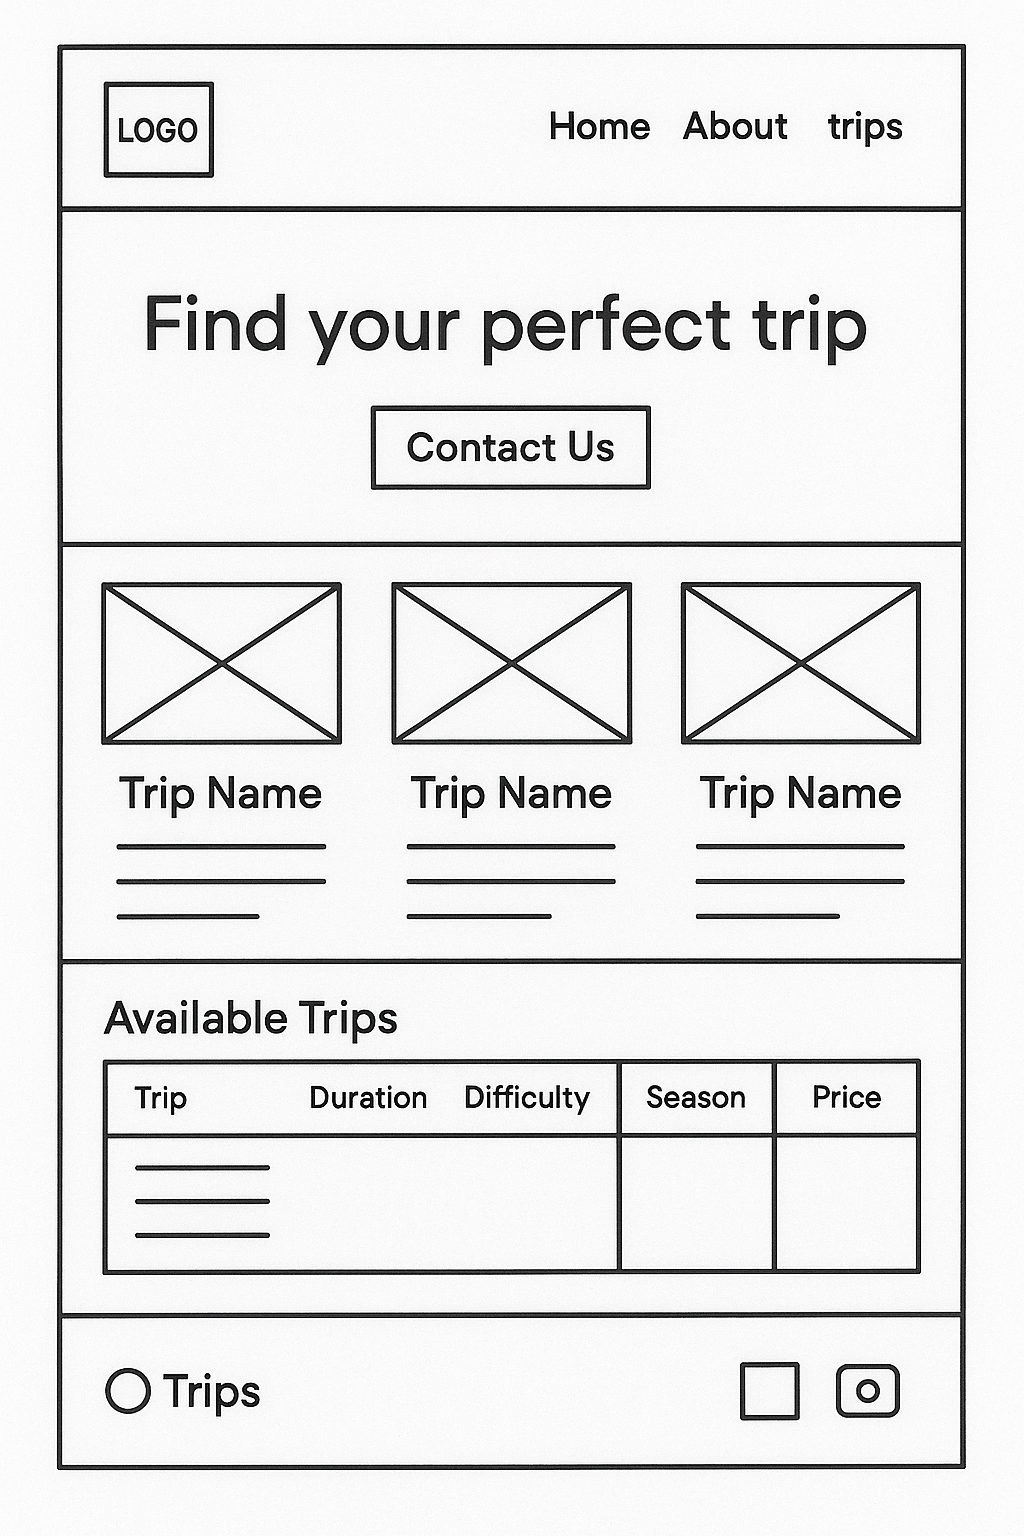 LOGO
Home About trips
Find your perfect trip
Contact Us
Trip Name Trip Name Trip Name
Available Trips
Trip Duration Difficulty Season Price
Trips